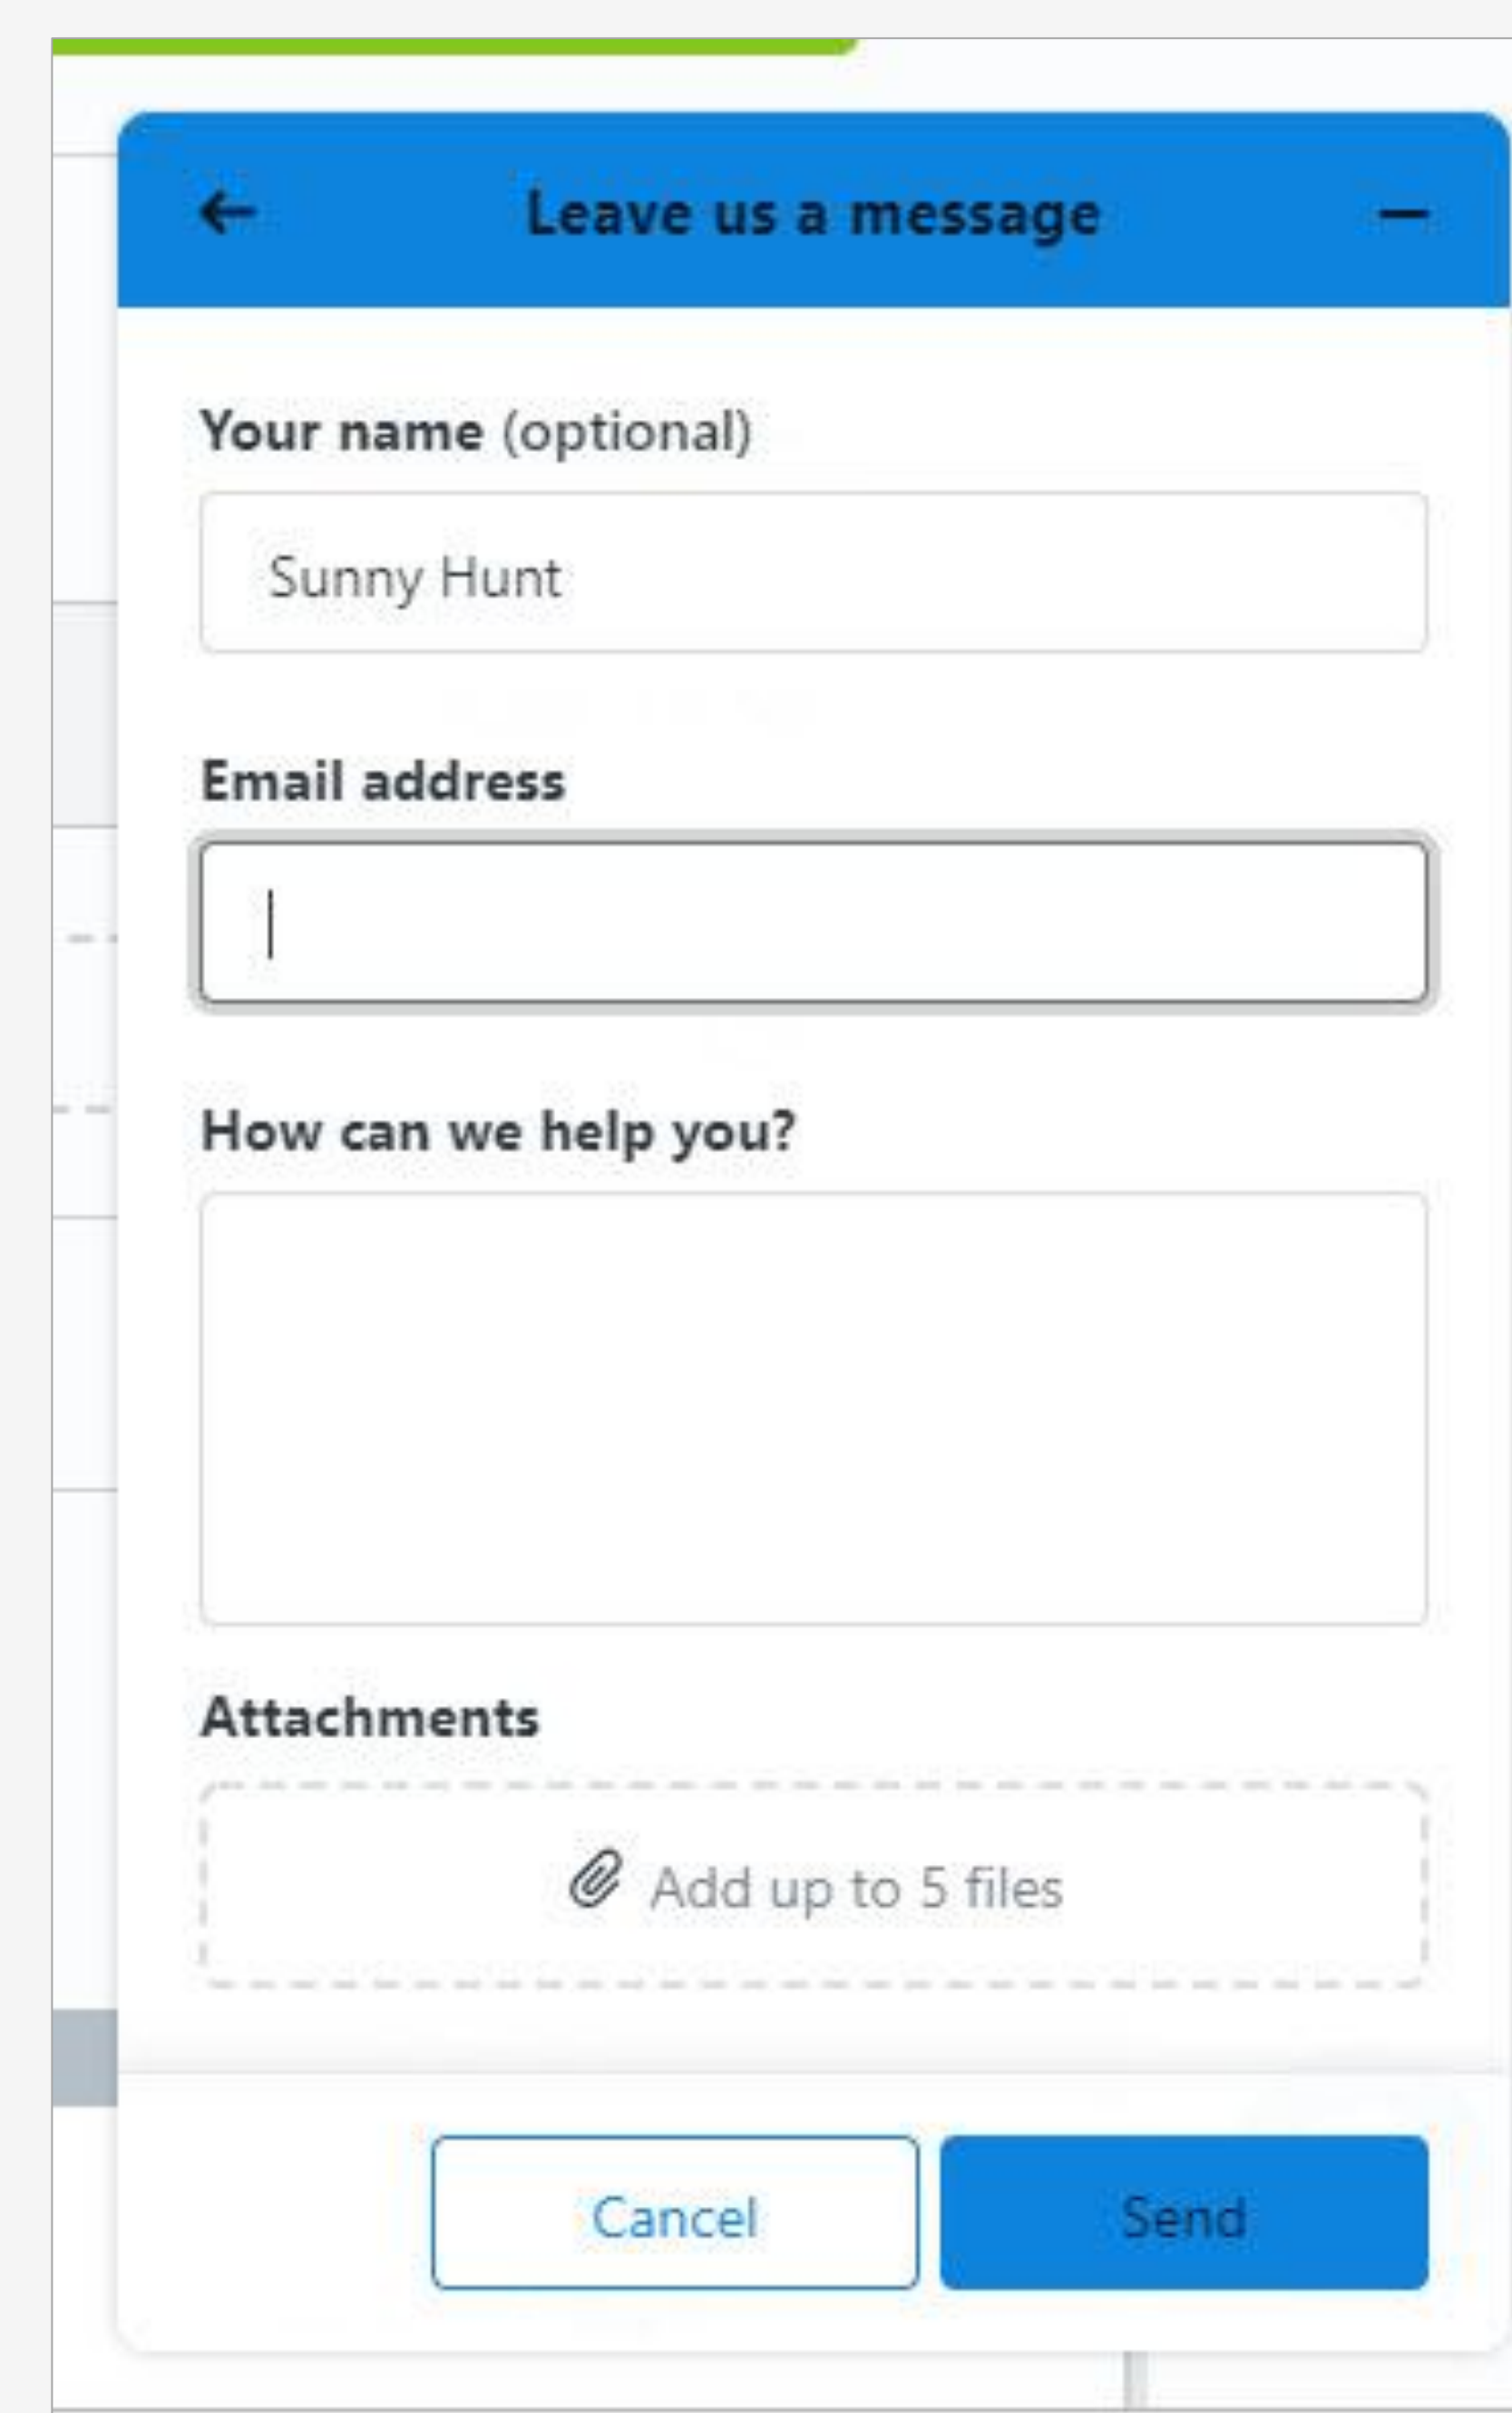 Leave us a message
Your name (optional)
Sunny Hunt
Email address
How can we help you?
Attachments
Add up to 5 files
Cancel
Send